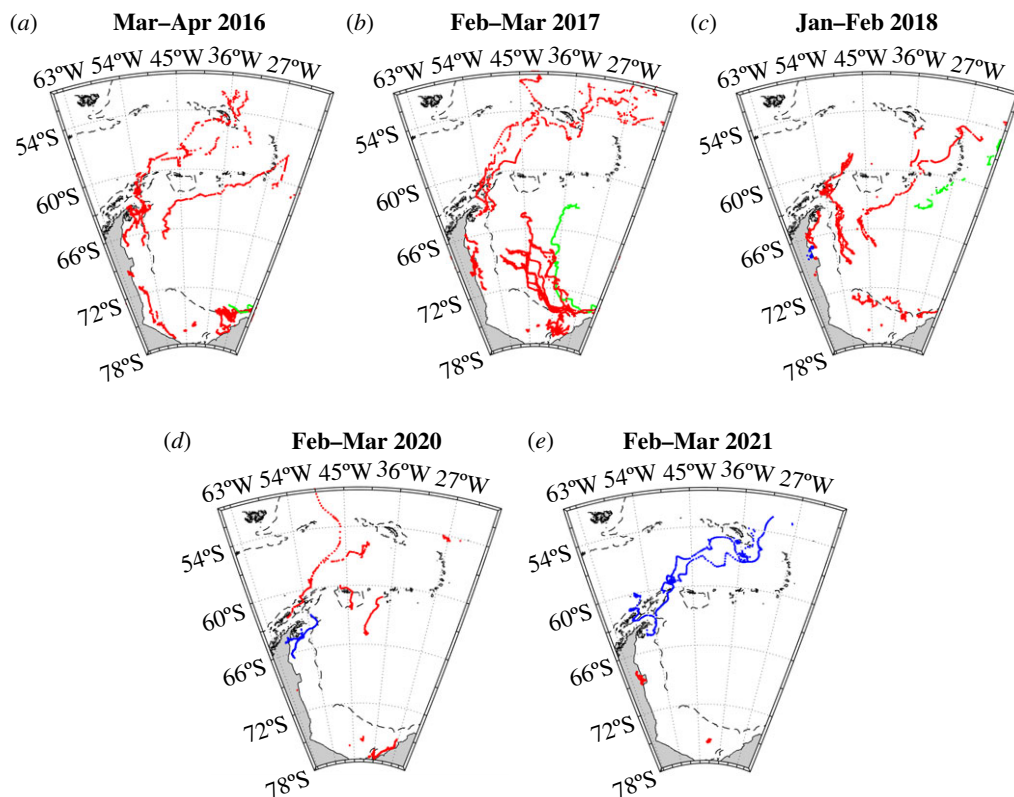 (a) Mar–Apr 2016
63ºW 54ºW 45ºW 36ºW 27ºW
54ºS
60ºS
66ºS
72ºS
78ºS
(b) Feb–Mar 2017
63ºW 54ºW 45ºW 36ºW 27ºW
54ºS
60ºS
66ºS
72ºS
78ºS
(c) Jan–Feb 2018
63ºW 54ºW 45ºW 36ºW 27ºW
54ºS
60ºS
66ºS
72ºS
78ºS
(d) Feb–Mar 2020
63ºW 54ºW 45ºW 36ºW 27ºW
54ºS
60ºS
66ºS
72ºS
78ºS
(e) Feb–Mar 2021
63ºW 54ºW 45ºW 36ºW 27ºW
54ºS
60ºS
66ºS
72ºS
78ºS